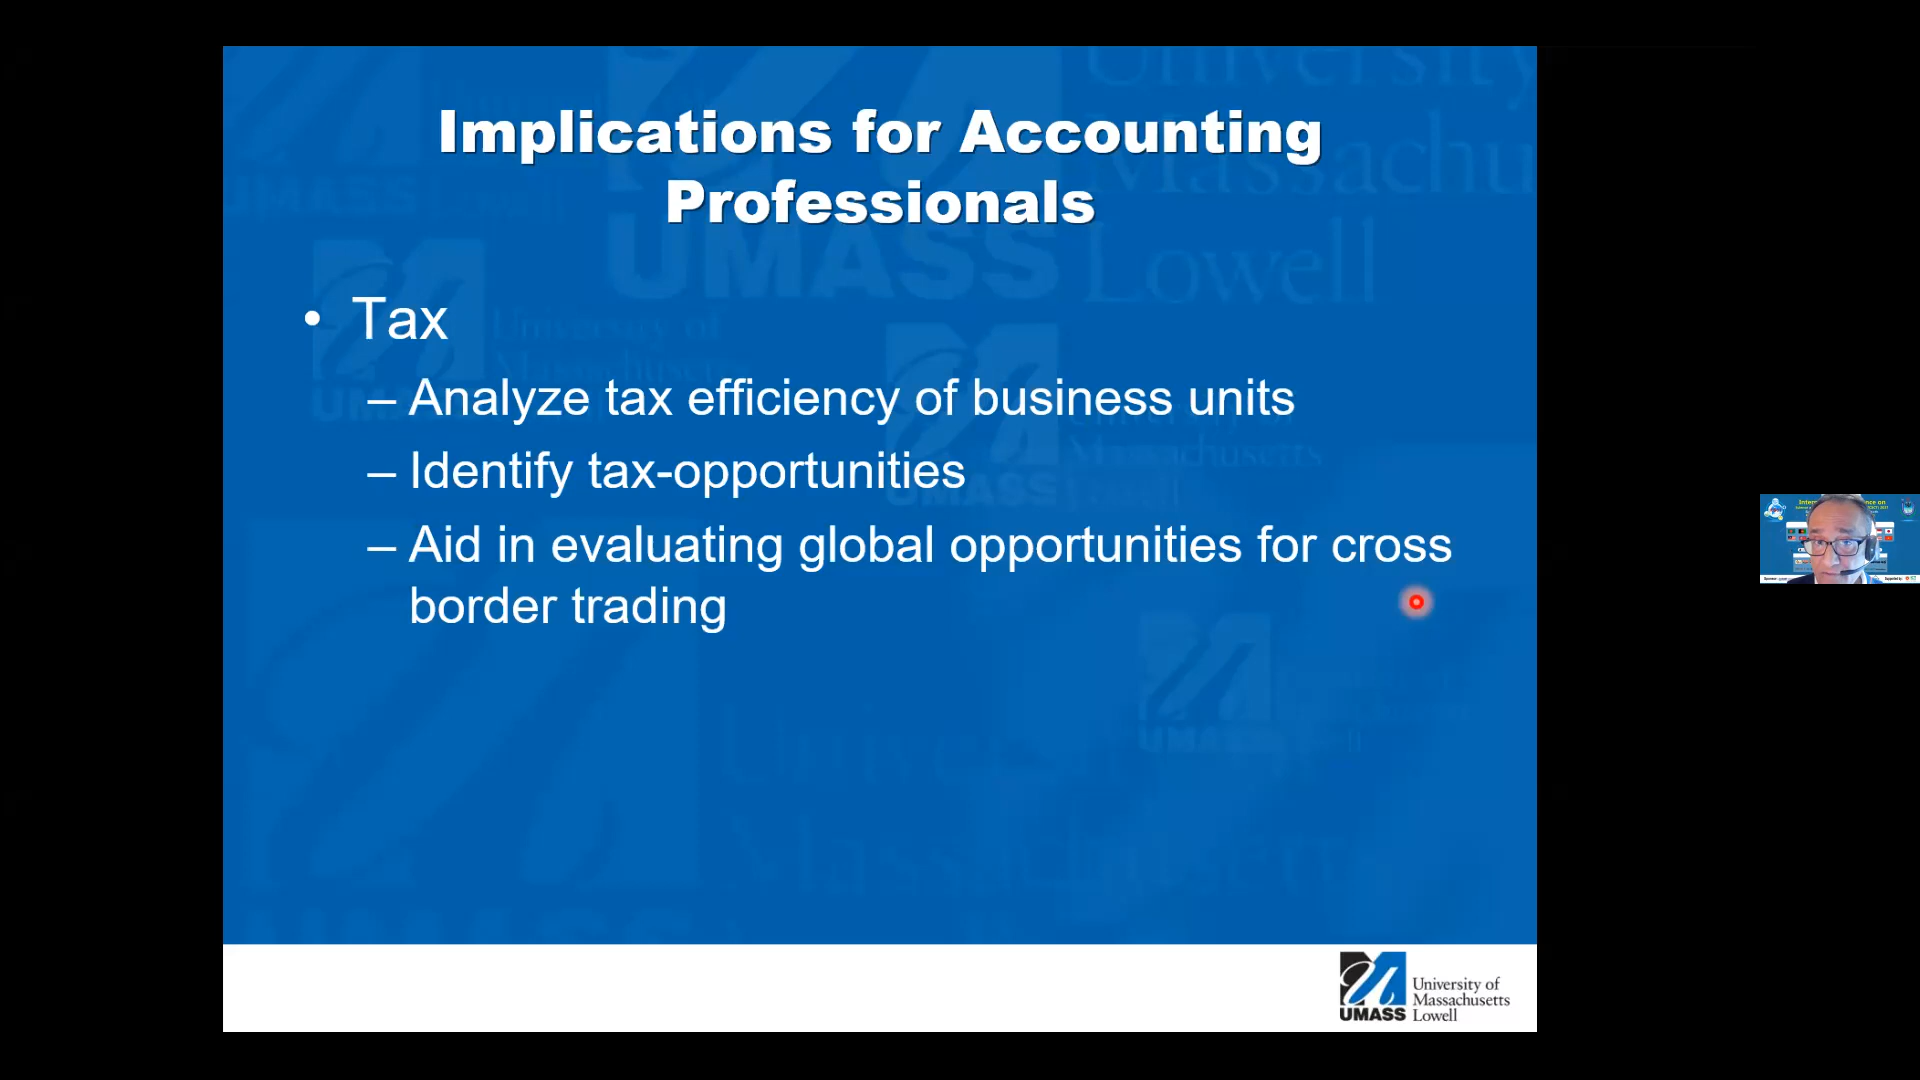 Implications for Accounting
Professionals
• Tax
– Analyze tax efficiency of business units
– Identify tax-opportunities
– Aid in evaluating global opportunities for cross
border trading
UMASS
University of
Massachusetts
Lowell